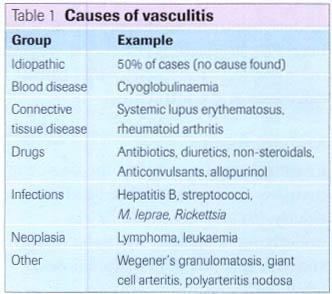 Table 1 Causes of vasculitis
Group Example
Idiopathic 50% of cases (no cause found)
Blood disease Cryoglobulinaemia
Connective Systemic lupus erythematosus,
tissue disease rheumatoid arthritis
Drugs Antibiotics, diuretics, non-steroidals,
Anticonvulsants, allopurinol
Infections Hepatitis B, streptococci,
M. leprae, Rickettsia
Neoplasia Lymphoma, leukaemia
Other Wegener's granulomatosis, giant
cell arteritis, polyarteritis nodosa